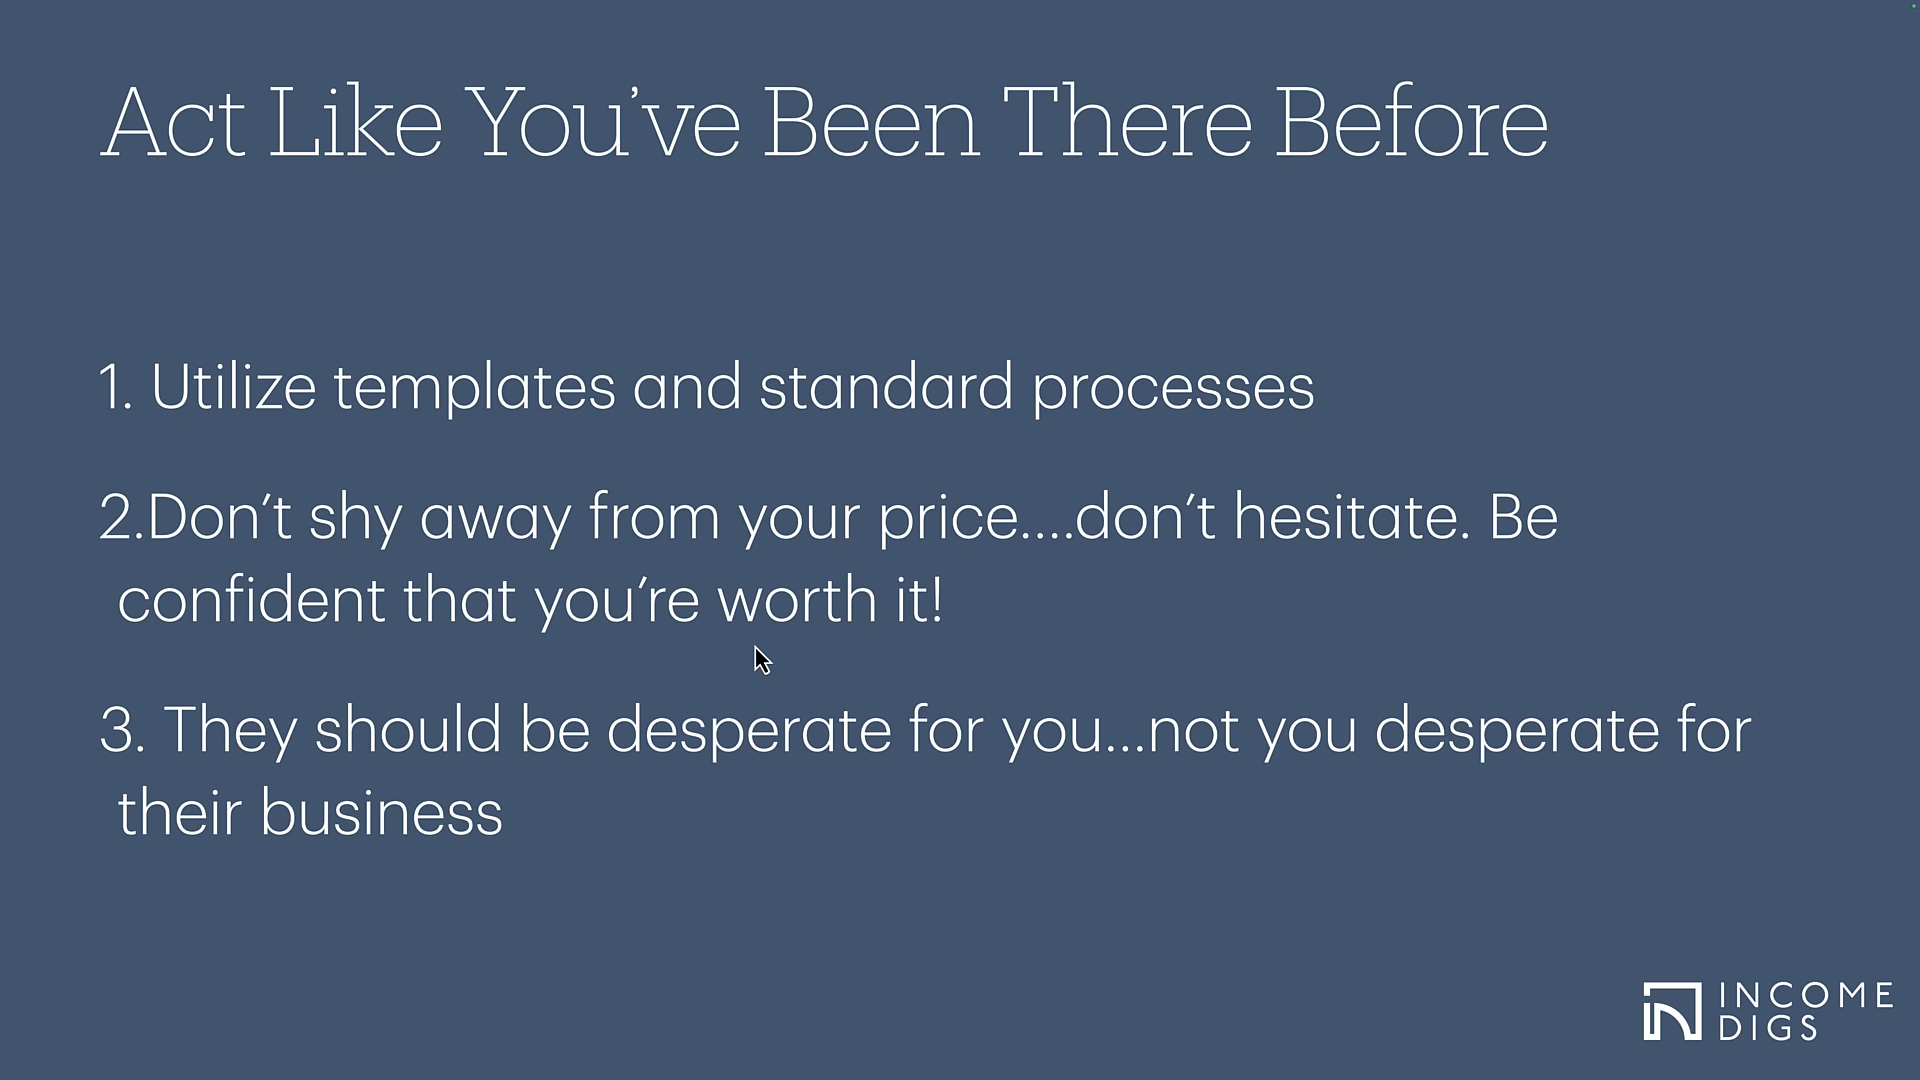 Act Like You’ve Been There Before
1. Utilize templates and standard processes
2.Don’t shy away from your price....don’t hesitate. Be
confident that you’re worth it!
3. They should be desperate for you...not you desperate for
their business
INCOME
DIGS